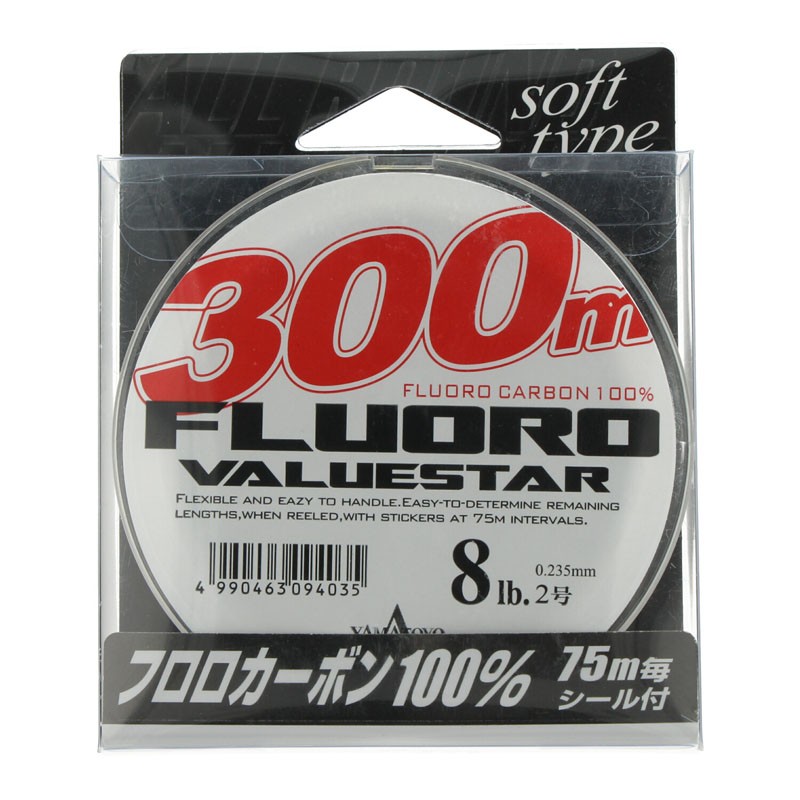 ALL ROUND
soft
type
300m
FLUORO CARBON 100%
FLUORO
VALUESTAR
FLEXIBLE AND EAZY TO HANDLE.EASY-TO-DETERMINE REMAINING
LENGTHS,WHEN REELED,WITH STICKERS AT 75M INTERVALS.
4 990463 094035
8 lb. 0.235mm
2号
YAMATOYO
フロロカーボン100% 75m毎
シール付